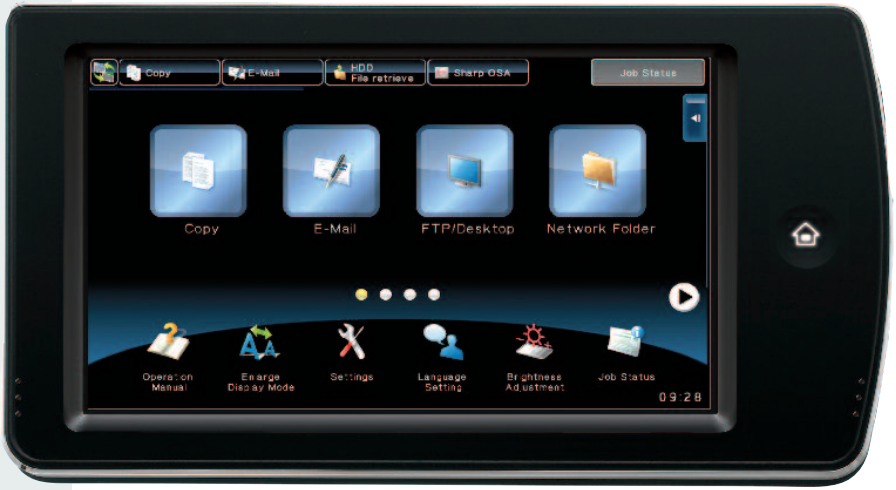 Copy
E-Mail
HDD
File retrieve
Sharp OSA
Job Status
Copy
E-Mail
FTP/Desktop
Network Folder
Operation
Manual
Enlarge
Display Mode
Settings
Language
Setting
Brightness
Adjustment
Job Status
09:28